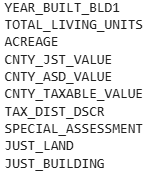 YEAR_BUILT_BLD1
TOTAL_LIVING_UNITS
ACREAGE
CNTY_JST_VALUE
CNTY_ASD_VALUE
CNTY_TAXABLE_VALUE
TAX_DIST_DSCR
SPECIAL_ASSESSMENT
JUST_LAND
JUST_BUILDING